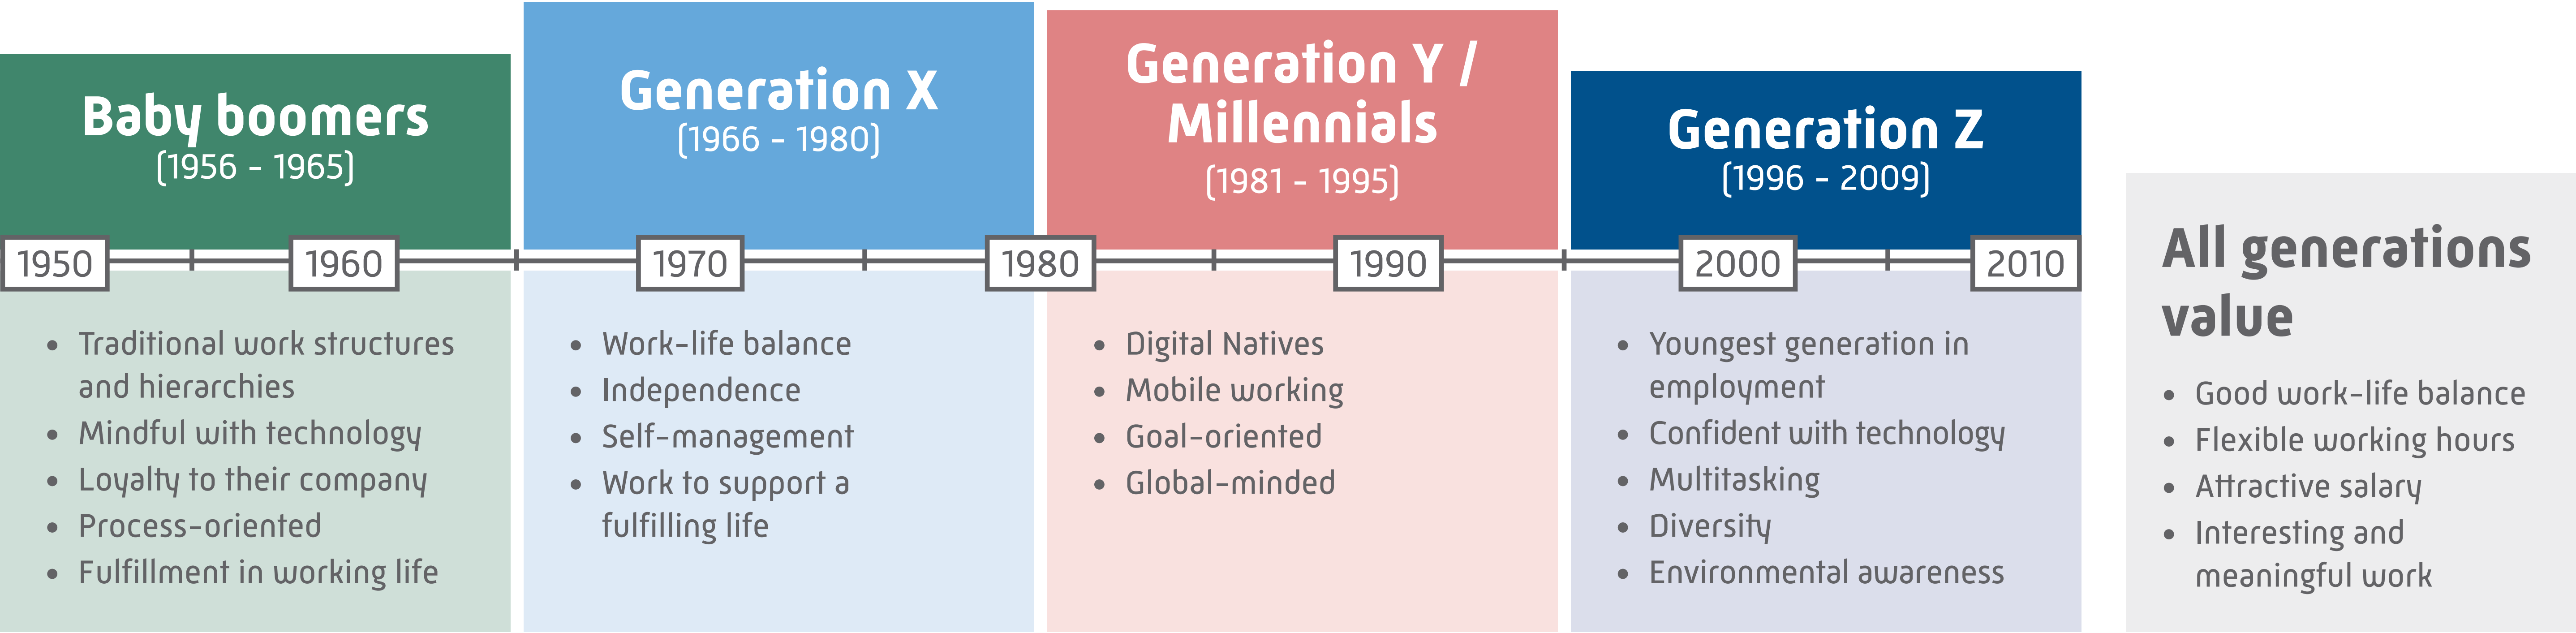 Baby boomers
(1956 - 1965)
Generation X
(1966 - 1980)
Generation Y /
Millennials
(1981 - 1995)
Generation Z
(1996 - 2009)
1950
1960
1970
1980
1990
2000
2010
• Traditional work structures
and hierarchies
• Mindful with technology
• Loyalty to their company
• Process-oriented
• Fulfillment in working life
• Work-life balance
• Independence
• Self-management
• Work to support a
fulfilling life
• Digital Natives
• Mobile working
• Goal-oriented
• Global-minded
• Youngest generation in
employment
• Confident with technology
• Multitasking
• Diversity
• Environmental awareness
All generations
value
• Good work-life balance
• Flexible working hours
• Attractive salary
• Interesting and
meaningful work